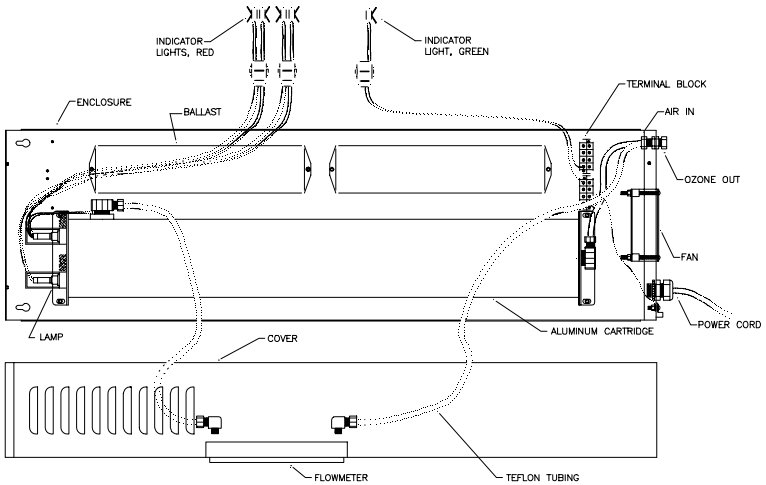 INDICATOR
LIGHTS, RED
INDICATOR
LIGHT, GREEN
TERMINAL BLOCK
ENCLOSURE
BALLAST
AIR IN
OZONE OUT
FAN
POWER CORD
LAMP
ALUMINUM CARTRIDGE
COVER
FLOWMETER
TEFLON TUBING